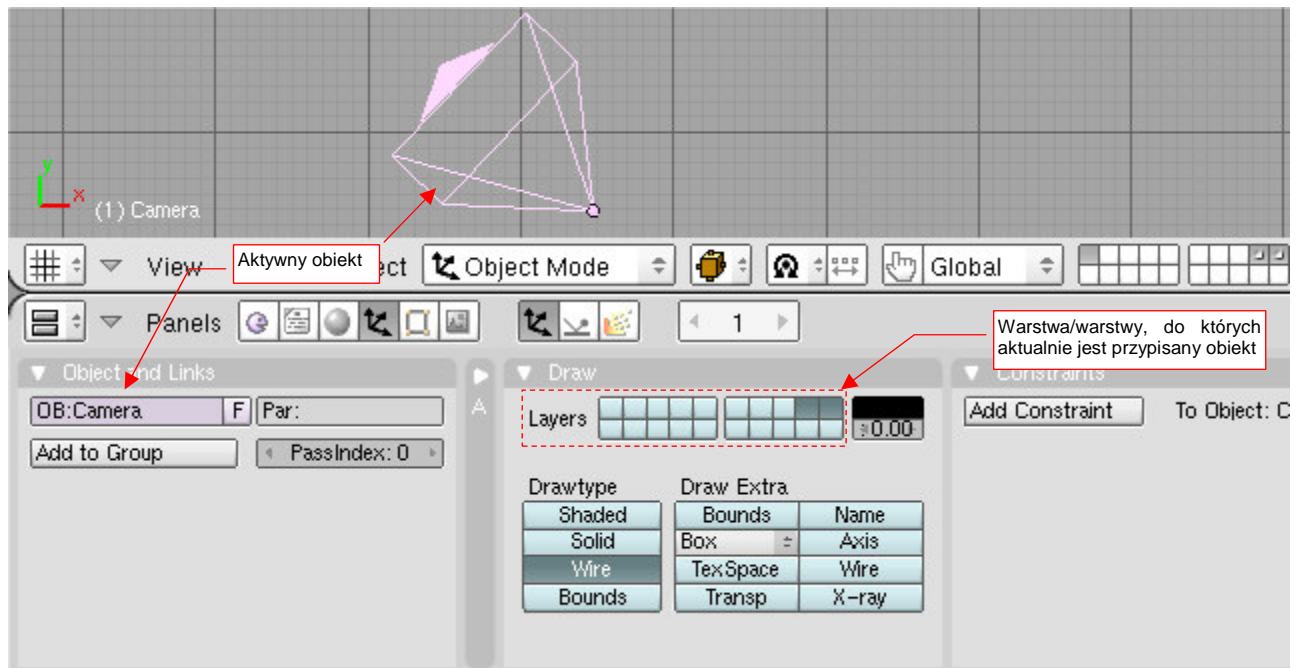 y
x
(1) Camera
View
Aktywny obiekt
ect
Object Mode
Global
Panels
1
Warstwa/warstwy, do których
aktualnie jest przypisany obiekt
Object and Links
A
Draw
Constraints
OB:Camera
F
Par:
Layers
0.00
Add Constraint
To Object: C
Add to Group
PassIndex: 0
Drawtype
Draw Extra
Shaded
Bounds
Name
Solid
Box
Axis
Wire
TexSpace
Wire
Bounds
Transp
X-ray